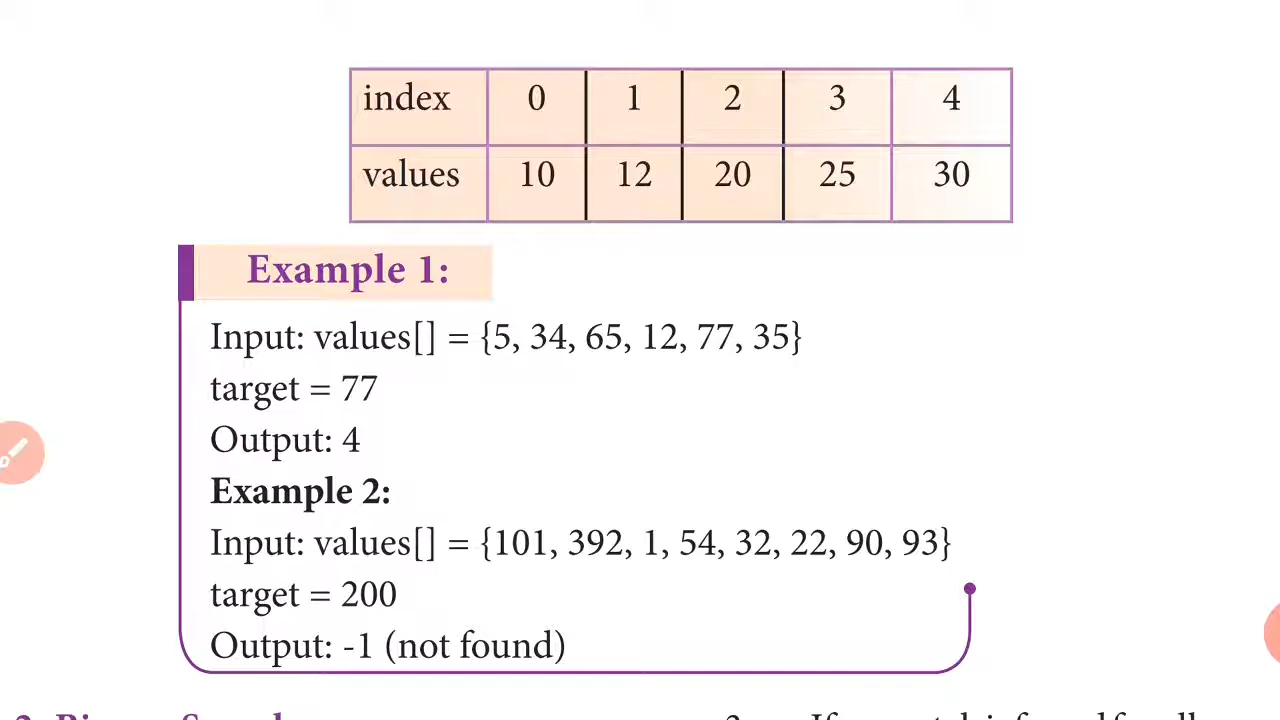 index 0 1 2 3 4
values 10 12 20 25 30
Example 1:
Input: values[] = {5, 34, 65, 12, 77, 35}
target = 77
Output: 4
Example 2:
Input: values[] = {101, 392, 1, 54, 32, 22, 90, 93}
target = 200
Output: -1 (not found)